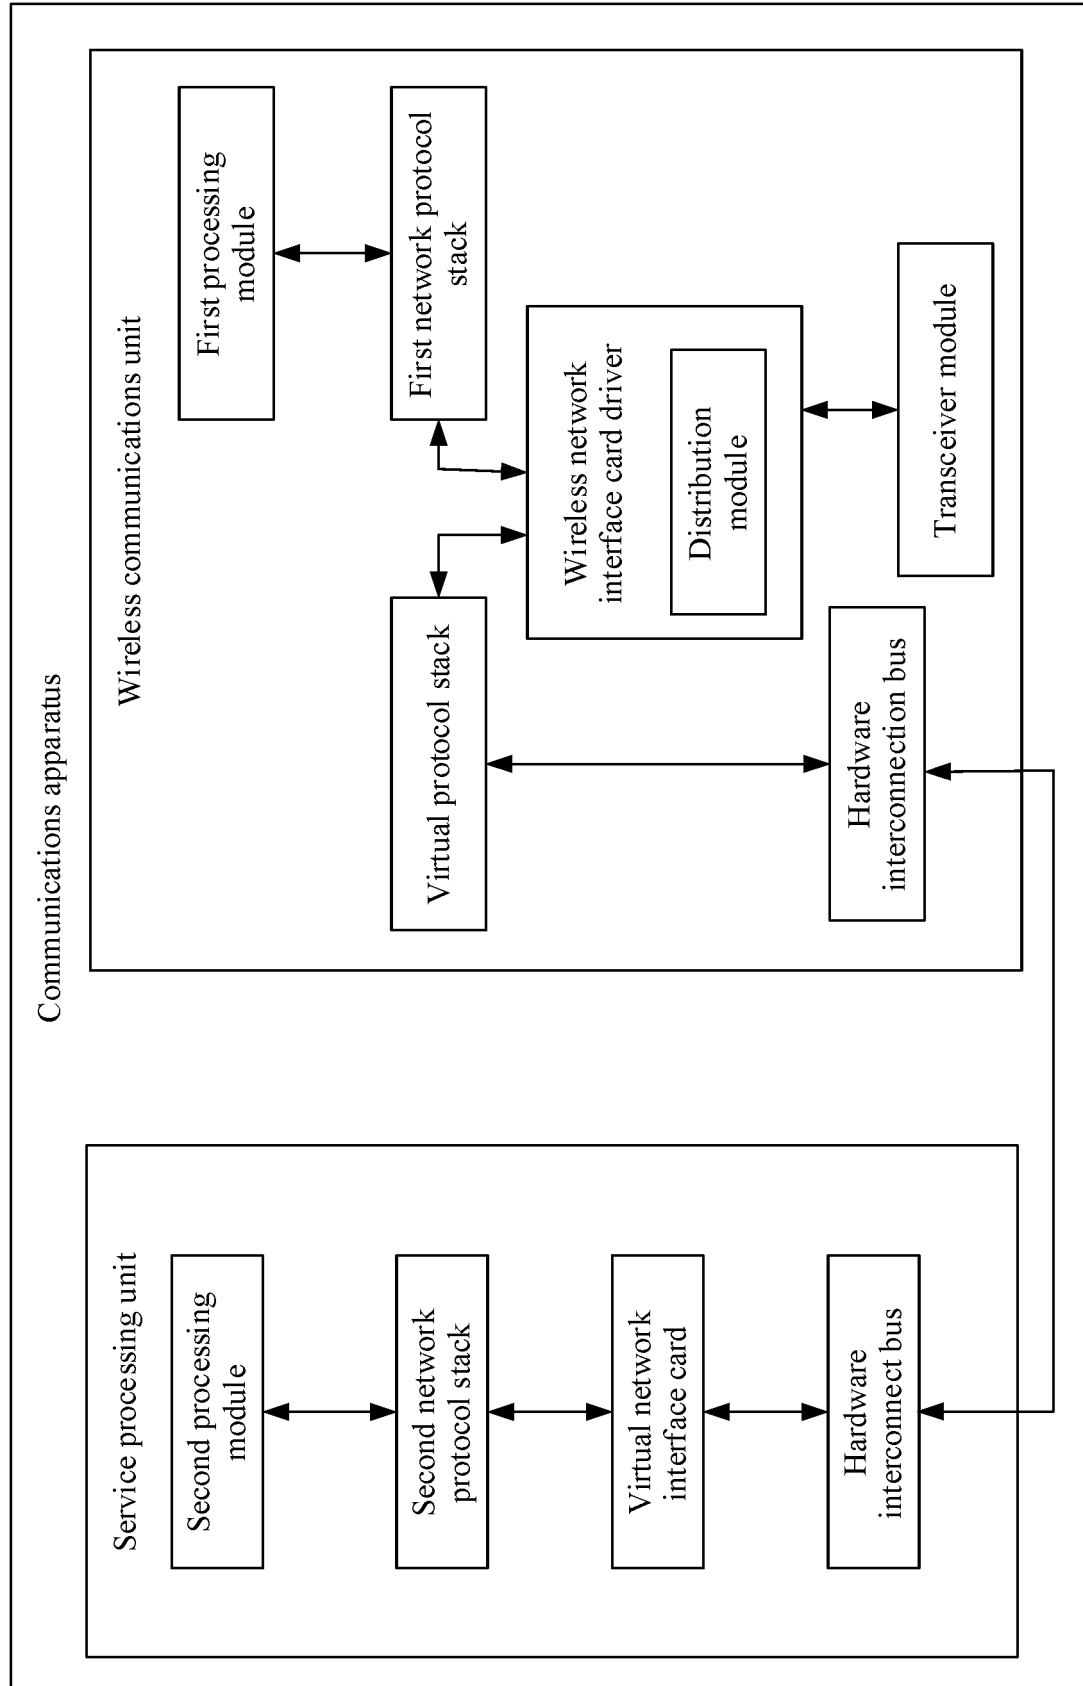 Communications apparatus
Service processing unit
Second processing
module
Second network
protocol stack
Virtual network
interface card
Hardware
interconnect bus
Wireless communications unit
First processing
module
First network protocol
stack
Virtual protocol stack
Wireless network
interface card driver
Distribution
module
Hardware
interconnection bus
Transceiver module